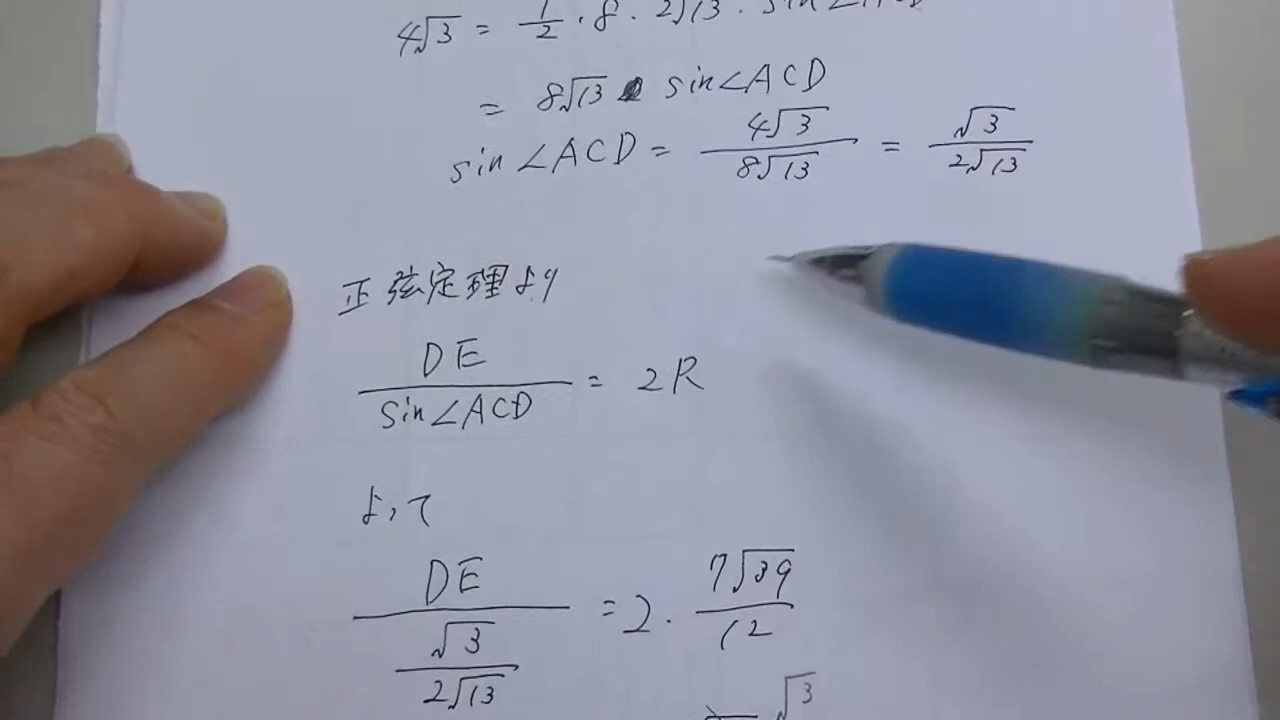 4√3 = 1/2 · 8 · 2√13 · sin∠ACD
= 8√13 sin∠ACD
sin∠ACD = 4√3/8√13 = √3/2√13
正弦定理より
DE/sin∠ACD = 2R
よって
DE/(√3/2√13) = 2 · 7√39/12
√3